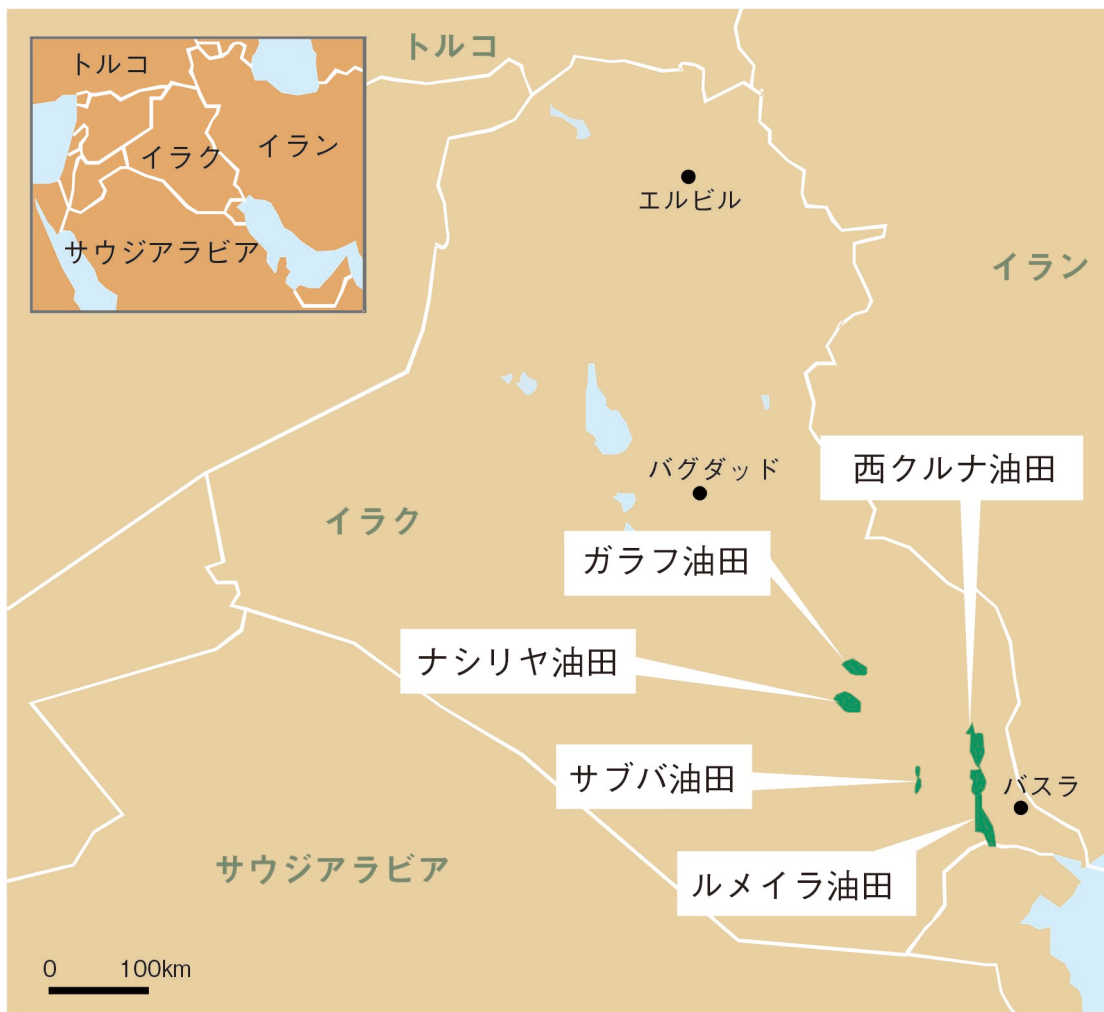 トルコ
トルコ
イラク
イラン
サウジアラビア
エルビル
イラン
バグダッド
西クルナ油田
イラク
ガラフ油田
ナシリヤ油田
サブバ油田
バスラ
サウジアラビア
ルメイラ油田
0 100km